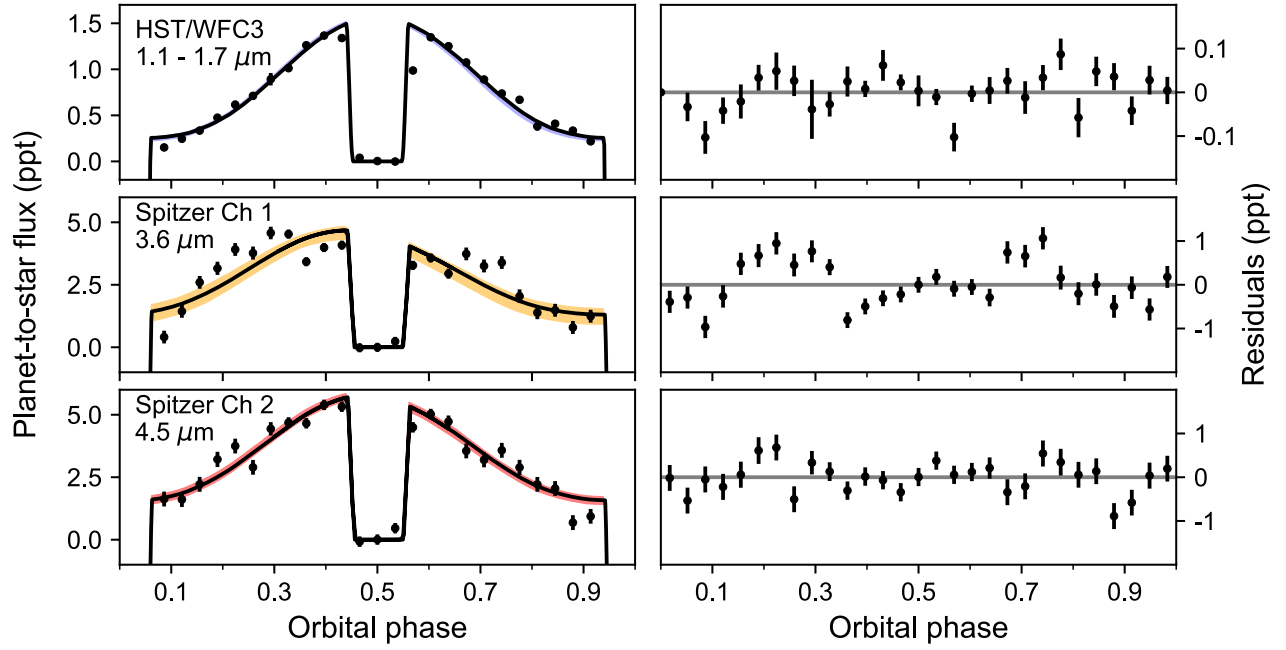 HST/WFC3
1.1 - 1.7 μm
1.5
1.0
0.5
0.0
0.1
0
-0.1
Spitzer Ch 1
3.6 μm
5.0
2.5
0.0
1
0
-1
Spitzer Ch 2
4.5 μm
5.0
2.5
0.0
1
0
-1
Planet-to-star flux (ppt)
Residuals (ppt)
0.1 0.3 0.5 0.7 0.9
0.1 0.3 0.5 0.7 0.9
Orbital phase
Orbital phase